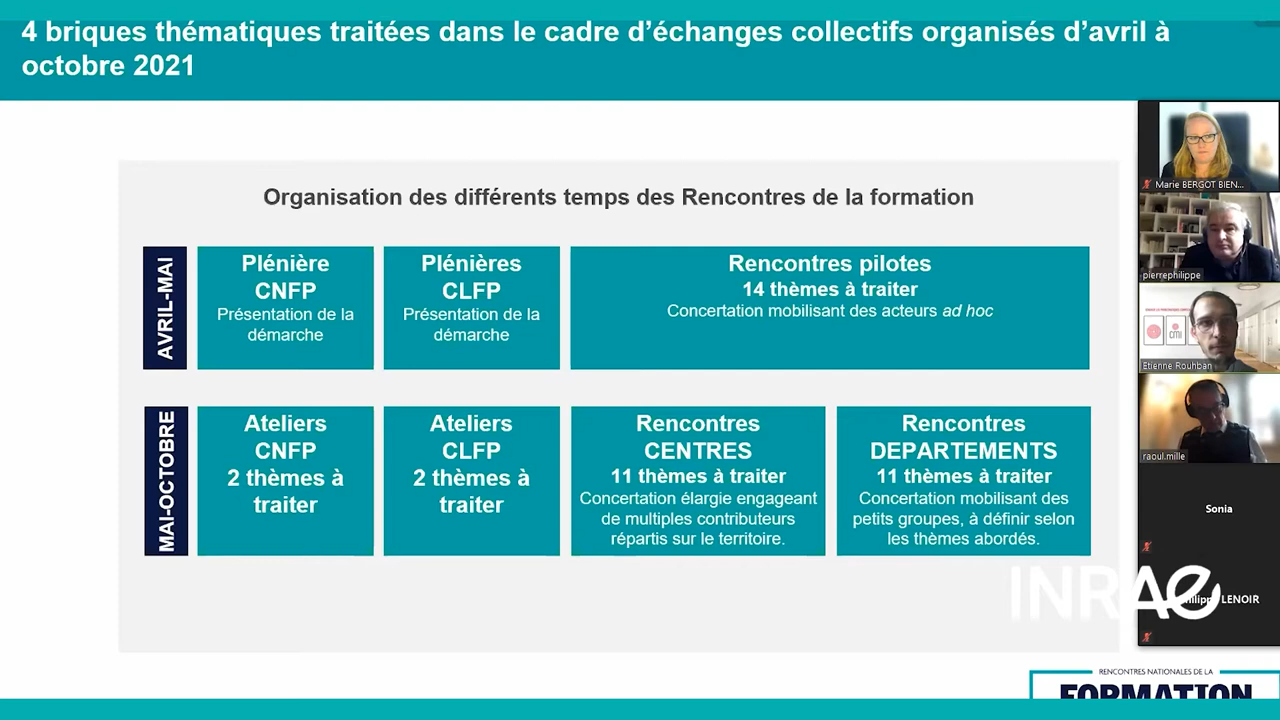 4 briques thématiques traitées dans le cadre d’échanges collectifs organisés d’avril à
octobre 2021
Organisation des différents temps des Rencontres de la formation
AVRIL-MAI
Plénière
CNFP
Présentation de la
démarche
Plénières
CLFP
Présentation de la
démarche
Rencontres pilotes
14 thèmes à traiter
Concertation mobilisant des acteurs ad hoc
MAI-OCTOBRE
Ateliers
CNFP
2 thèmes à
traiter
Ateliers
CLFP
2 thèmes à
traiter
Rencontres
CENTRES
11 thèmes à traiter
Concertation élargie engageant
de multiples contributeurs
répartis sur le territoire.
Rencontres
DEPARTEMENTS
11 thèmes à traiter
Concertation mobilisant des
petits groupes, à définir selon
les thèmes abordés.
Marie BERGOT BIEN...
pierrephilippe
cmi
Etienne Rouhban
raoul.mille
Sonia
LENOIR
INRAE
RENCONTRES NATIONALES DE LA
FORMATION